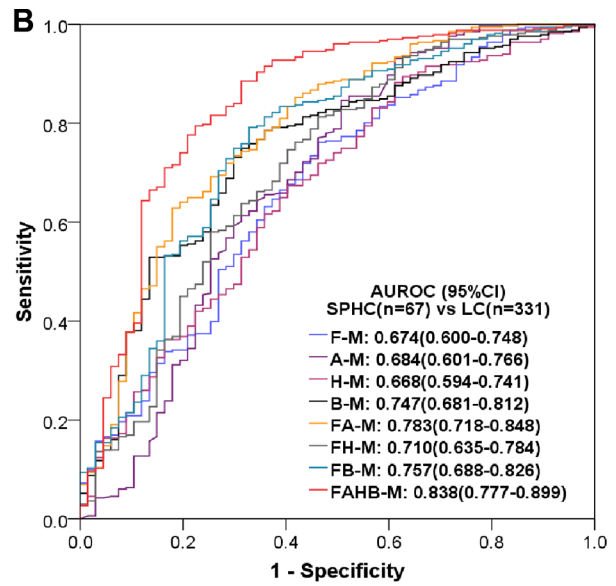 B
1.0
0.8
0.6
0.4
0.2
0.0
Sensitivity
AUROC (95%CI)
SPHC(n=67) vs LC(n=331)
F-M: 0.674(0.600-0.748)
A-M: 0.684(0.601-0.766)
H-M: 0.668(0.594-0.741)
B-M: 0.747(0.681-0.812)
FA-M: 0.783(0.718-0.848)
FH-M: 0.710(0.635-0.784)
FB-M: 0.757(0.688-0.826)
FAHB-M: 0.838(0.777-0.899)
0.0 0.2 0.4 0.6 0.8 1.0
1 - Specificity